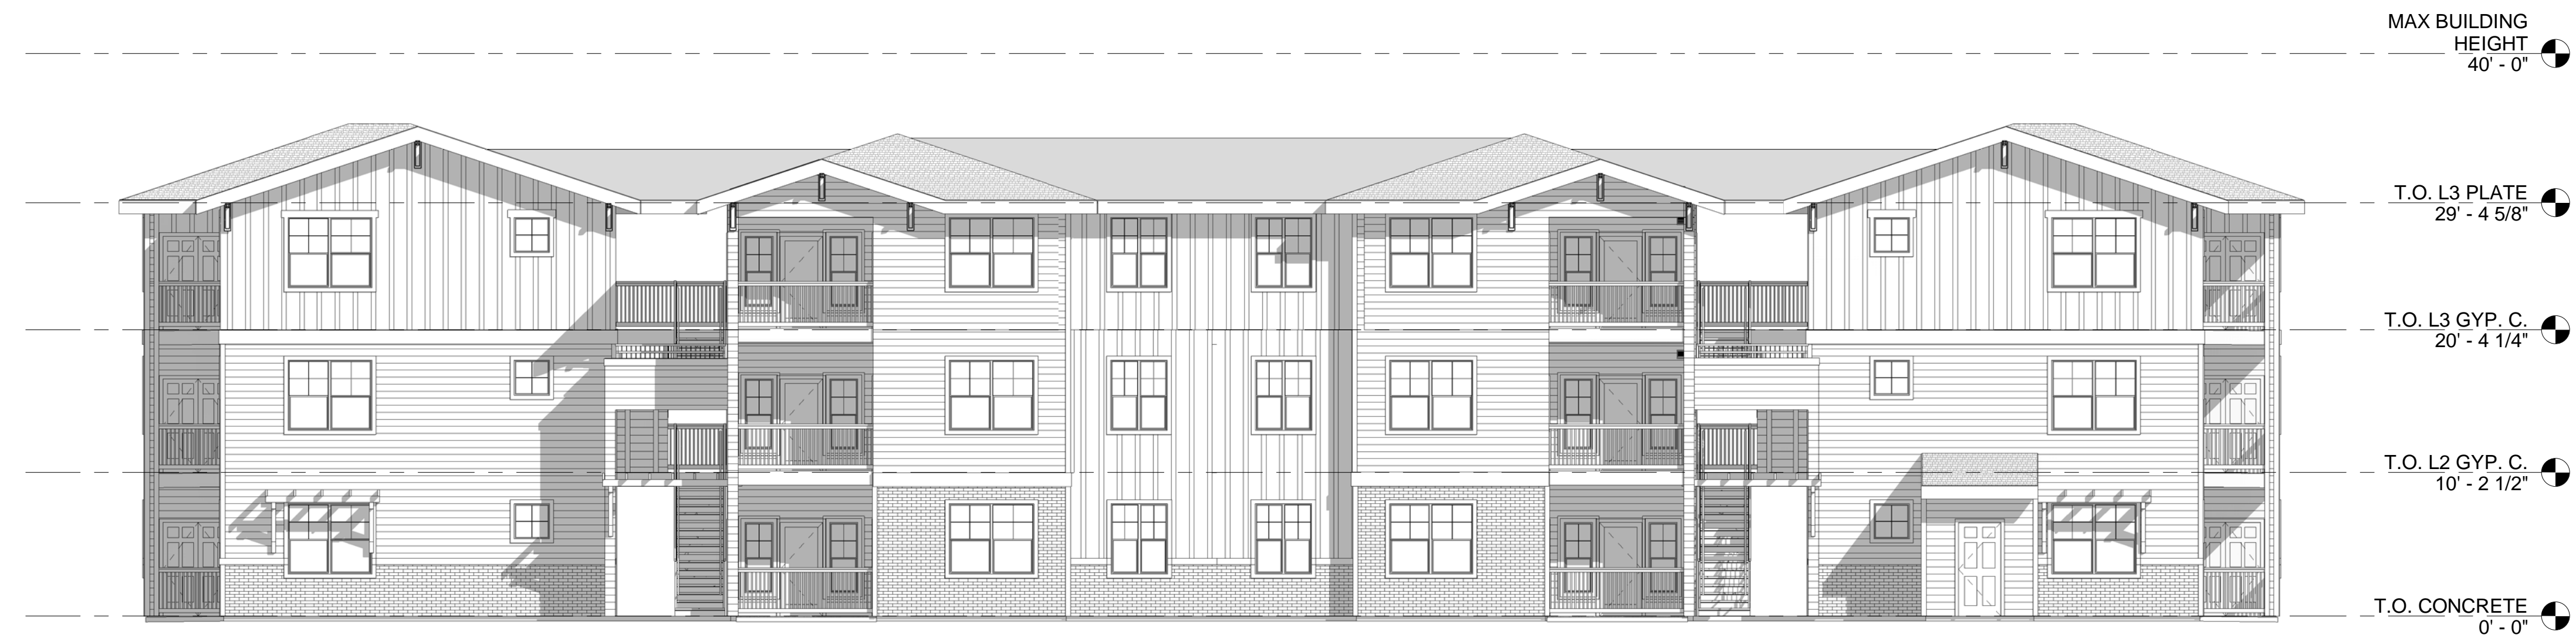 MAX BUILDING
HEIGHT
40' - 0"
T.O. L3 PLATE
29' - 4 5/8"
T.O. L3 GYP. C.
20' - 4 1/4"
T.O. L2 GYP. C.
10' - 2 1/2"
T.O. CONCRETE
0' - 0"